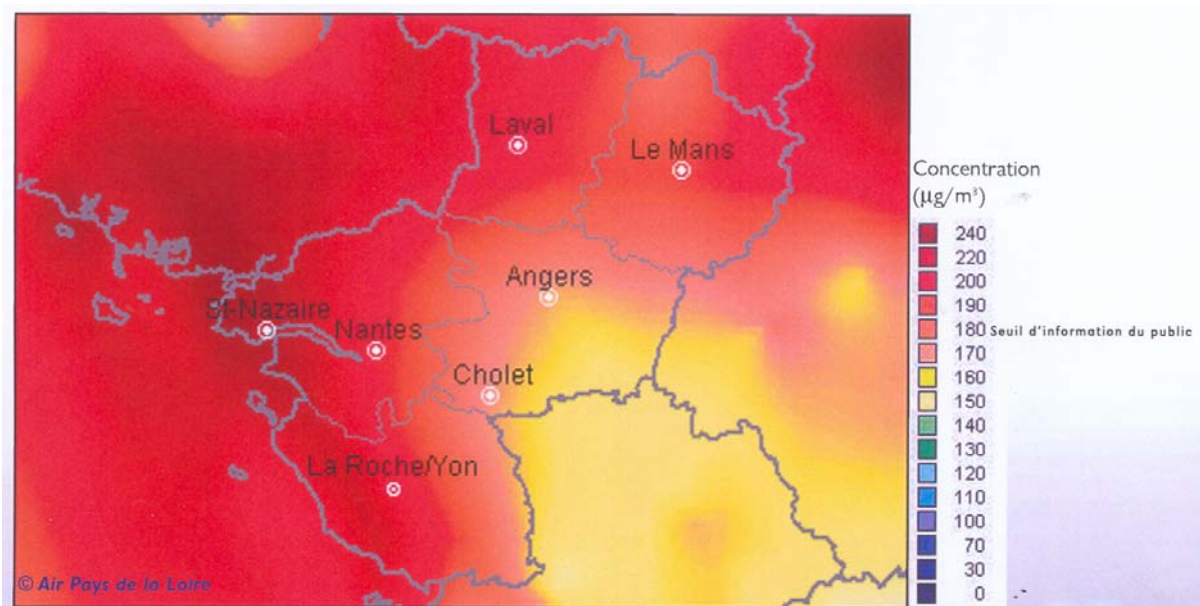 Laval
Le Mans
Angers
St-Nazaire
Nantes
Cholet
La Roche/Yon
© Air Pays de la Loire
Concentration
(µg/m³)
240
220
200
190
180 Seuil d'information du public
170
160
150
140
130
120
110
100
70
30
0